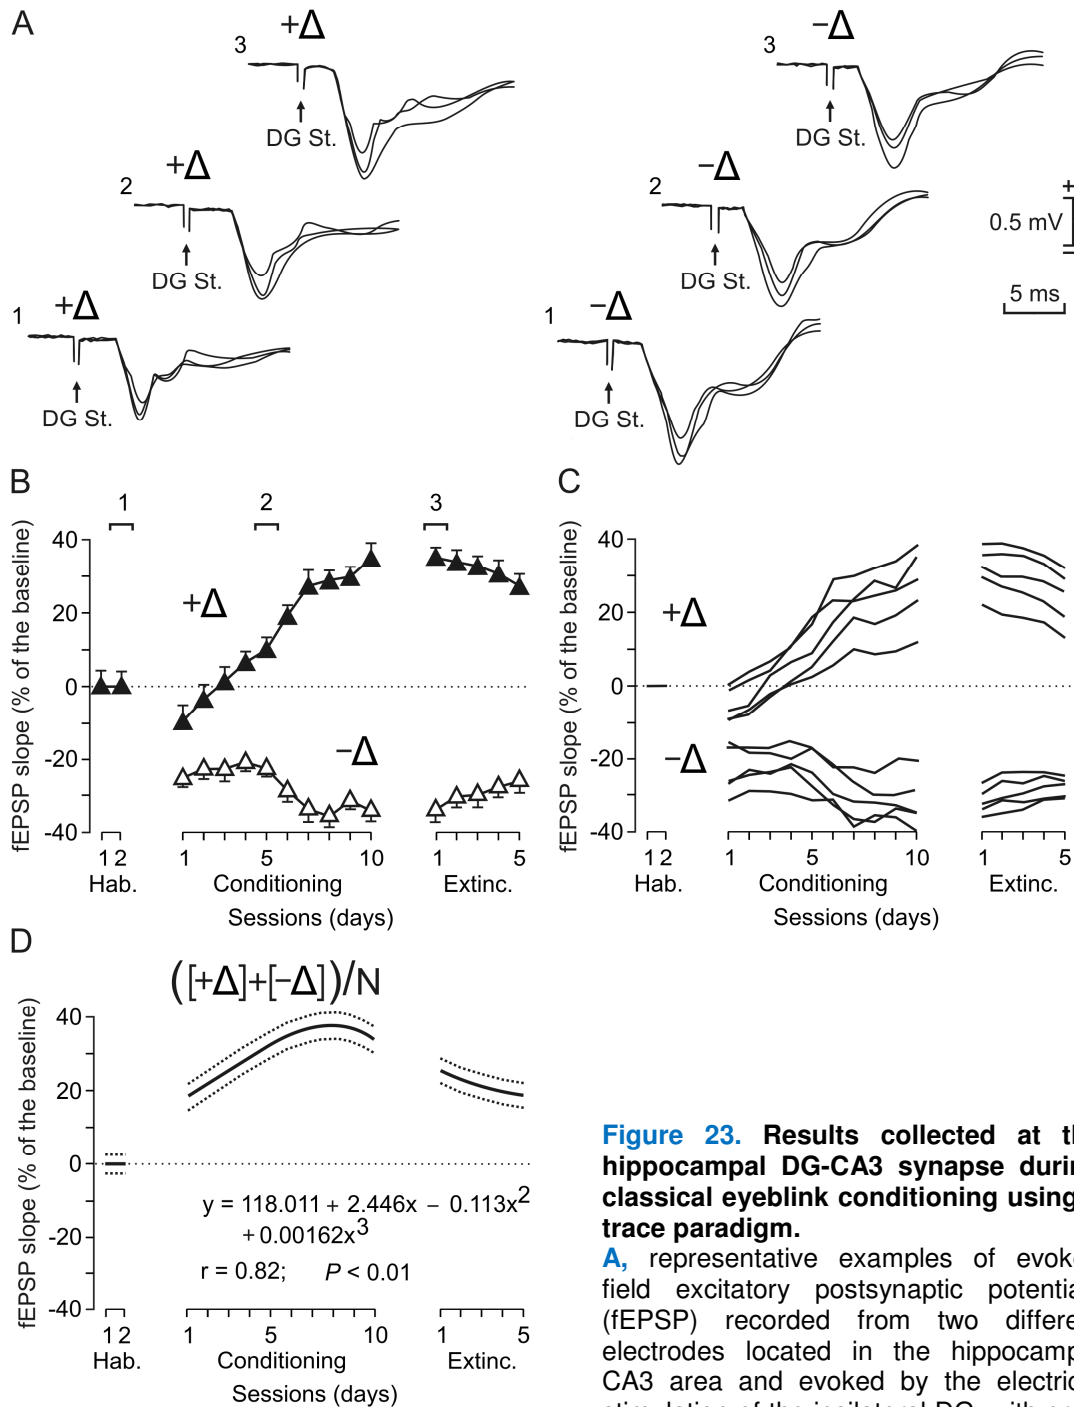 A
+Δ
3
DG St.
+Δ
2
DG St.
+Δ
1
DG St.
−Δ
3
DG St.
−Δ
2
DG St.
−Δ
1
DG St.
+
0.5 mV
−
5 ms
B
fEPSP slope (% of the baseline)
1 2 3
40
20
0
-20
-40
+Δ
−Δ
12 1 5 10 1 5
Hab. Conditioning Extinc.
Sessions (days)
C
fEPSP slope (% of the baseline)
40
20
0
-20
-40
+Δ
−Δ
12 1 5 10 1 5
Hab. Conditioning Extinc.
Sessions (days)
D
([+Δ]+[−Δ])/N
fEPSP slope (% of the baseline)
40
20
0
-20
-40
y = 118.011 + 2.446x − 0.113x²
+ 0.00162x³
r = 0.82; P < 0.01
12 1 5 10 1 5
Hab. Conditioning Extinc.
Sessions (days)
Figure 23. Results collected at
hippocampal DG-CA3 synapse
classical eyeblink conditioning using
trace paradigm.
A, representative examples of
field excitatory postsynaptic
(fEPSP) recorded from two
electrodes located in the
CA3 area and evoked by the